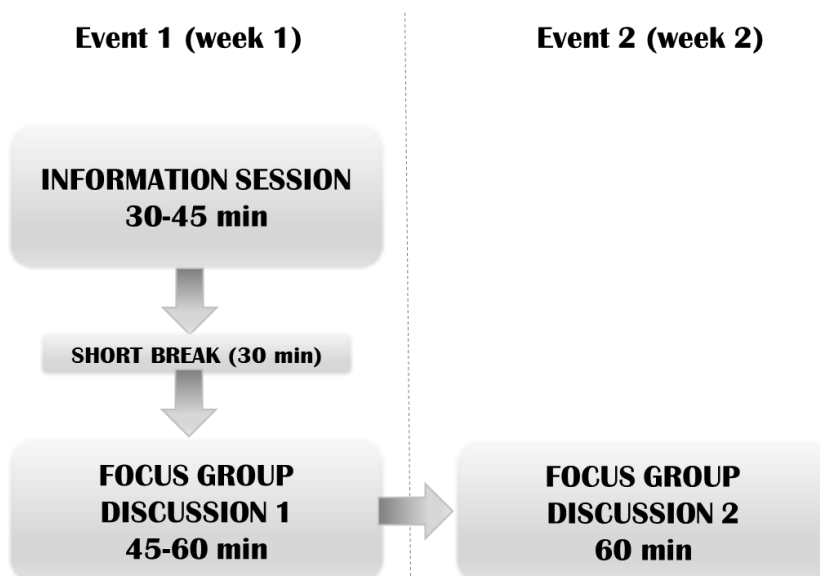 Event 1 (week 1)
Event 2 (week 2)
INFORMATION SESSION
30-45 min
SHORT BREAK (30 min)
FOCUS GROUP
DISCUSSION 1
45-60 min
FOCUS GROUP
DISCUSSION 2
60 min